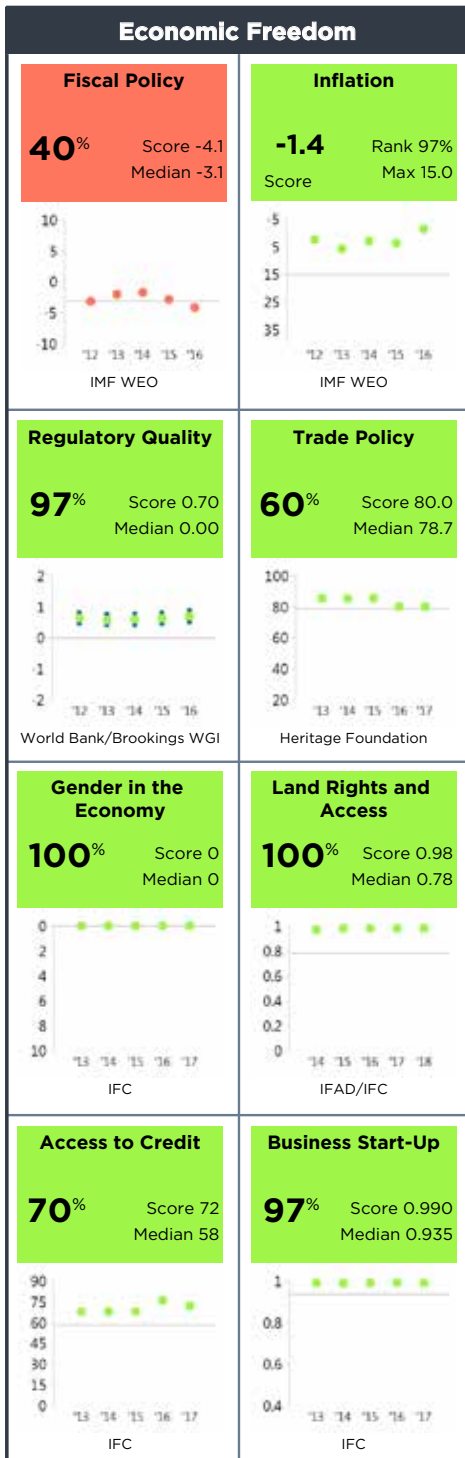 Economic Freedom
Fiscal Policy
40%
Score -4.1
Median -3.1
10
5
0
-5
-10
'12 '13 '14 '15 '16
IMF WEO
Inflation
-1.4
Score
Rank 97%
Max 15.0
-5
5
15
25
35
'12 '13 '14 '15 '16
IMF WEO
Regulatory Quality
97%
Score 0.70
Median 0.00
2
1
0
-1
-2
'12 '13 '14 '15 '16
World Bank/Brookings WGI
Trade Policy
60%
Score 80.0
Median 78.7
100
80
60
40
20
'13 '14 '15 '16 '17
Heritage Foundation
Gender in the
Economy
100%
Score 0
Median 0
0
2
4
6
8
10
'13 '14 '15 '16 '17
IFC
Land Rights and
Access
100%
Score 0.98
Median 0.78
1
0.8
0.6
0.4
0.2
0
'14 '15 '16 '17 '18
IFAD/IFC
Access to Credit
70%
Score 72
Median 58
90
75
60
45
30
15
0
'13 '14 '15 '16 '17
IFC
Business Start-Up
97%
Score 0.990
Median 0.935
1
0.8
0.6
0.4
'13 '14 '15 '16 '17
IFC